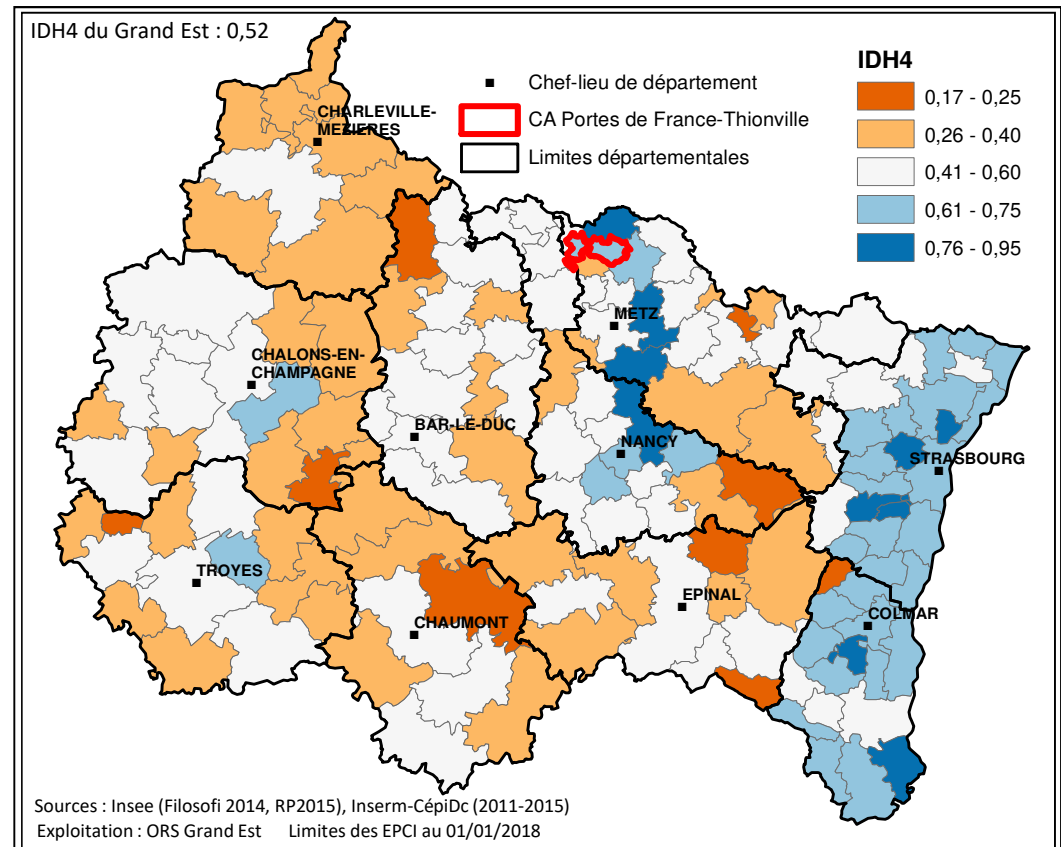 IDH4 du Grand Est : 0,52
IDH4
Chef-lieu de département
CA Portes de France-Thionville
Limites départementales
0,17 - 0,25
0,26 - 0,40
0,41 - 0,60
0,61 - 0,75
0,76 - 0,95
CHARLEVILLE-
MEZIERES
METZ
CHALONS-EN-
CHAMPAGNE
BAR-LE-DUC
NANCY
STRASBOURG
TROYES
EPINAL
CHAUMONT
COLMAR
Sources : Insee (Filosofi 2014, RP2015), Inserm-CépiDc (2011-2015)
Exploitation : ORS Grand Est Limites des EPCI au 01/01/2018